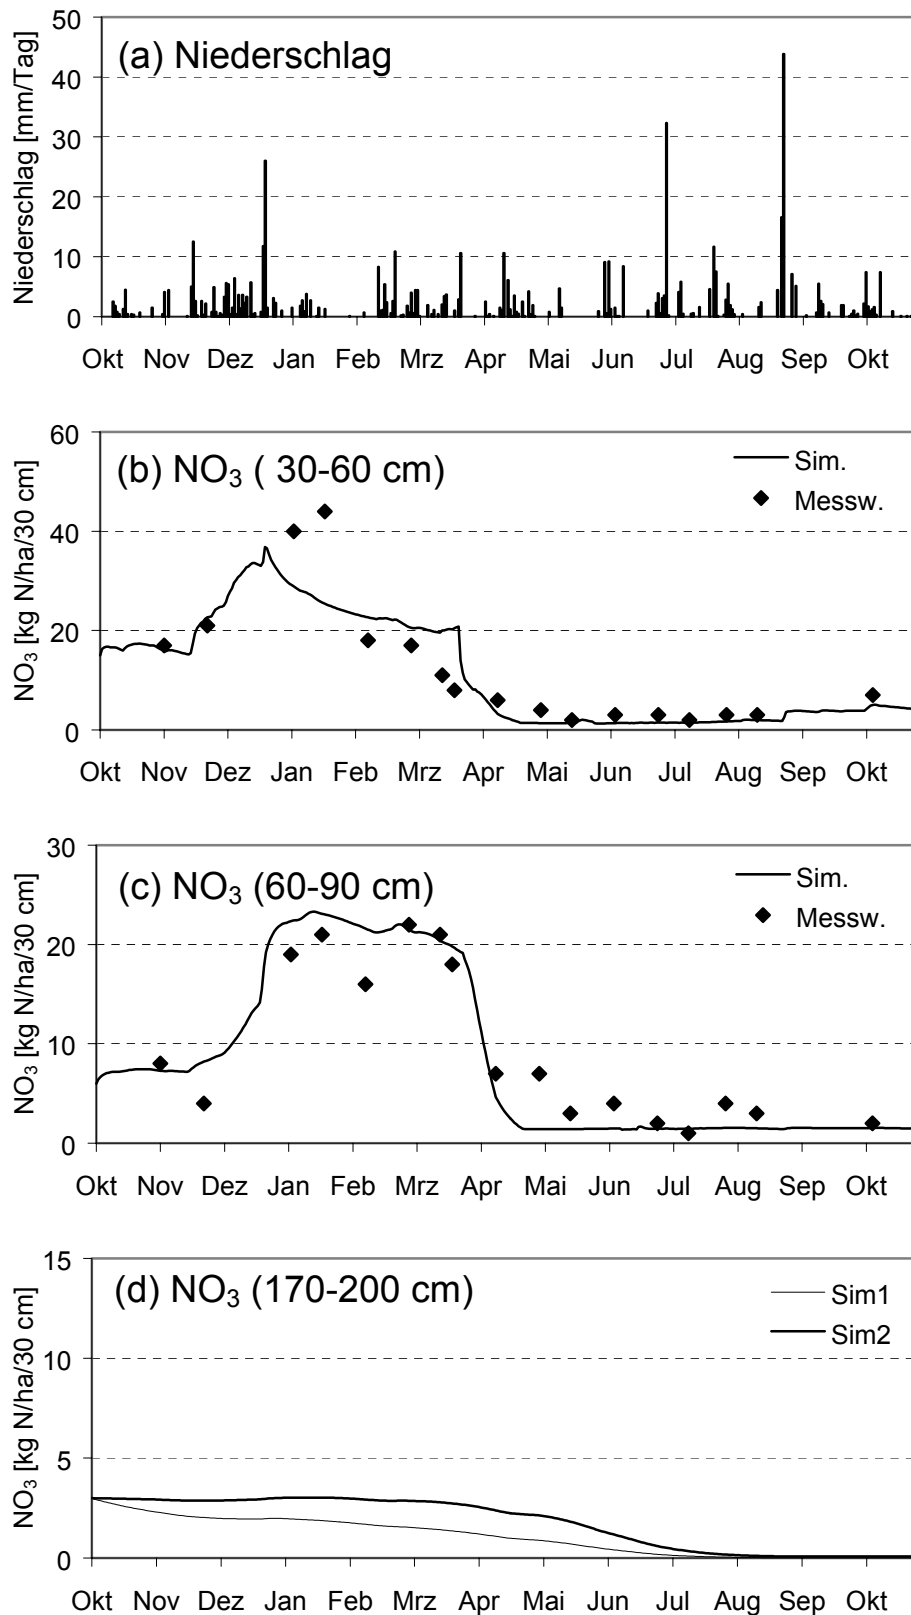 (a) Niederschlag
Niederschlag [mm/Tag]
50
40
30
20
10
0
Okt Nov Dez Jan Feb Mrz Apr Mai Jun Jul Aug Sep Okt
(b) NO₃ ( 30-60 cm)
Sim.
Messw.
NO₃ [kg N/ha/30 cm]
60
40
20
0
Okt Nov Dez Jan Feb Mrz Apr Mai Jun Jul Aug Sep Okt
(c) NO₃ (60-90 cm)
Sim.
Messw.
NO₃ [kg N/ha/30 cm]
30
20
10
0
Okt Nov Dez Jan Feb Mrz Apr Mai Jun Jul Aug Sep Okt
(d) NO₃ (170-200 cm)
Sim1
Sim2
NO₃ [kg N/ha/30 cm]
15
10
5
0
Okt Nov Dez Jan Feb Mrz Apr Mai Jun Jul Aug Sep Okt